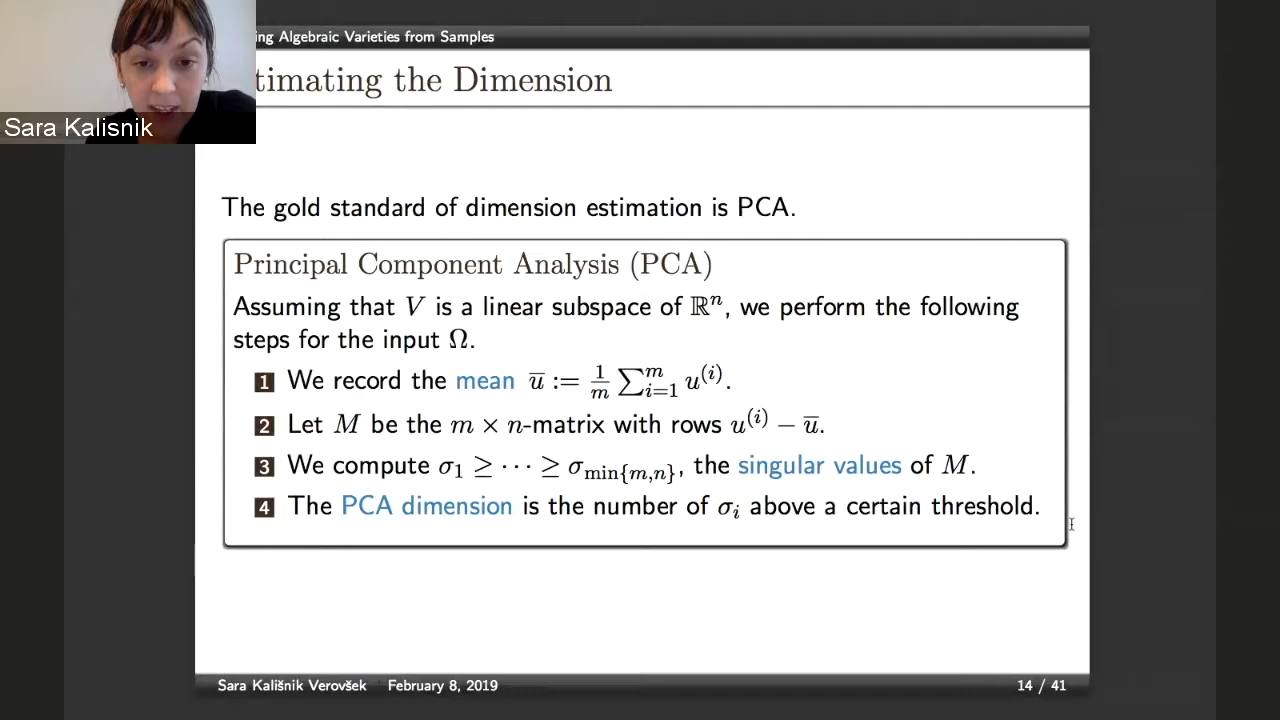 ing Algebraic Varieties from Samples
timating the Dimension
Sara Kalisnik
The gold standard of dimension estimation is PCA.
Principal Component Analysis (PCA)
Assuming that V is a linear subspace of ℝⁿ, we perform the following
steps for the input Ω.
1 We record the mean u̅ := 1/m ∑ᵢ₌₁ᵐ u⁽ⁱ⁾.
2 Let M be the m × n-matrix with rows u⁽ⁱ⁾ − u̅.
3 We compute σ₁ ≥ ⋯ ≥ σ_min{m,n}, the singular values of M.
4 The PCA dimension is the number of σᵢ above a certain threshold.
Sara Kališnik Verovšek February 8, 2019 14 / 41